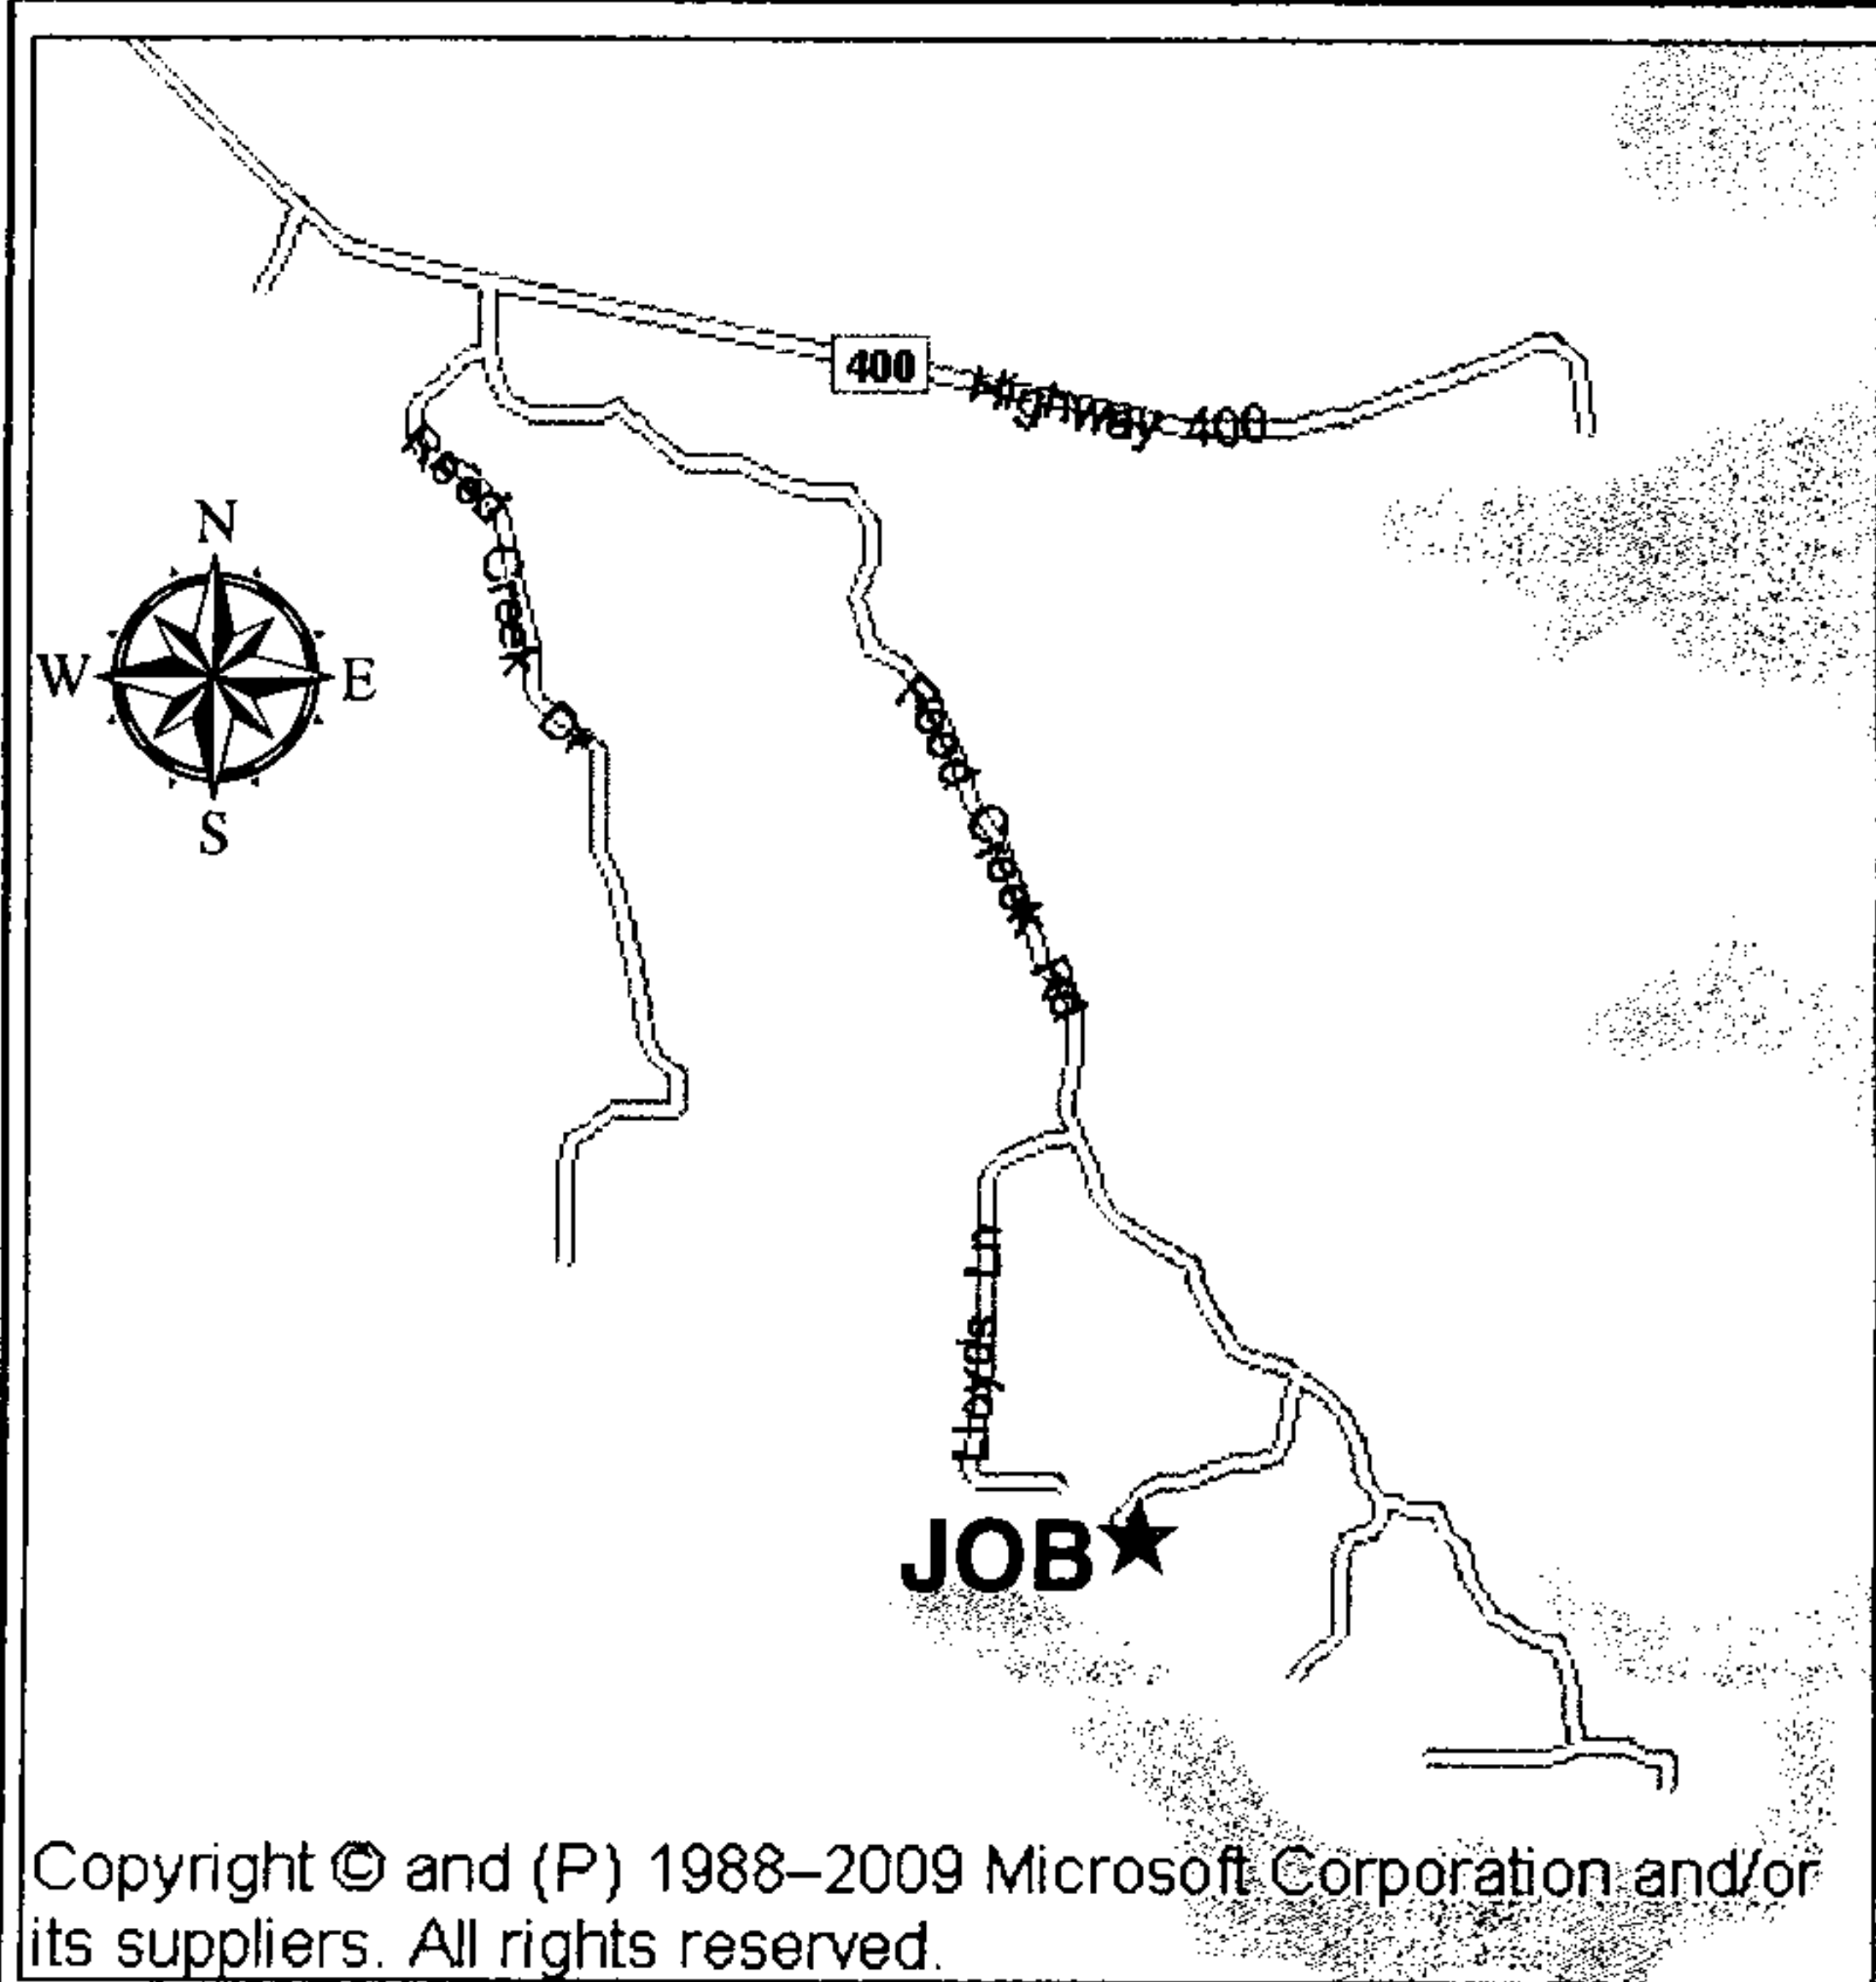 400
Highway 400
Reed Creek Dr
N
W
E
S
Reed Creek Rd
Lloyds Ln
JOB
Copyright © and (P) 1988–2009 Microsoft Corporation and/or
its suppliers. All rights reserved.